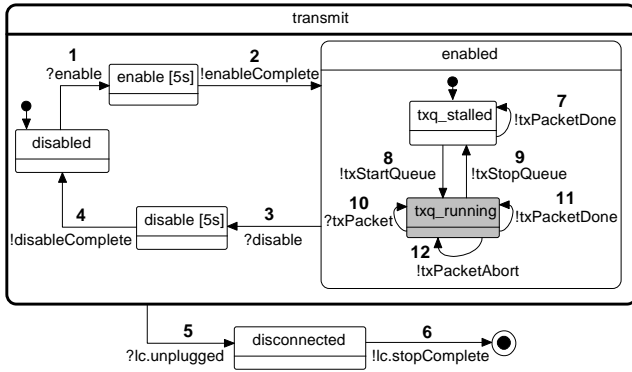 transmit
1
?enable
enable [5s]
2
!enableComplete
enabled
disabled
txq_stalled
7
!txPacketDone
8
!txStartQueue
9
!txStopQueue
4
!disableComplete
disable [5s]
3
?disable
10
?txPacket
txq_running
11
!txPacketDone
12
!txPacketAbort
5
?lc.unplugged
disconnected
6
!lc.stopComplete